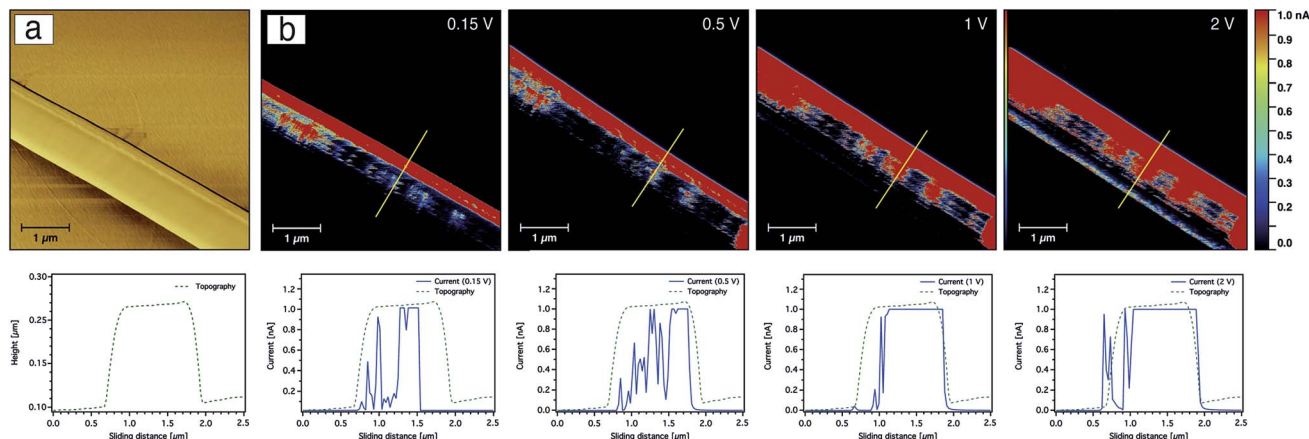 a
1 µm
b
0.15 V
1 µm
0.5 V
1 µm
1 V
1 µm
2 V
1 µm
1.0 nA
0.9
0.8
0.7
0.6
0.5
0.4
0.3
0.2
0.1
0.0
Topography
Height [µm]
0.30
0.25
0.15
0.10
0.0 0.5 1.0 1.5 2.0 2.5
Sliding distance [µm]
Current (0.15 V)
Topography
Current [nA]
1.2
1.0
0.8
0.6
0.4
0.2
0.0 0.5 1.0 1.5 2.0 2.5
Sliding distance [µm]
Current (0.5 V)
Topography
Current [nA]
1.2
1.0
0.8
0.6
0.4
0.2
0.0
0.0 0.5 1.0 1.5 2.0 2.5
Sliding distance [µm]
Current (1 V)
Topography
Current [nA]
1.2
1.0
0.8
0.6
0.4
0.2
0.0
0.0 0.5 1.0 1.5 2.0 2.5
Sliding distance [µm]
Current (2 V)
Topography
Current [nA]
1.2
1.0
0.8
0.6
0.4
0.2
0.0
0.0 0.5 1.0 1.5 2.0 2.5
Sliding distance [µm]